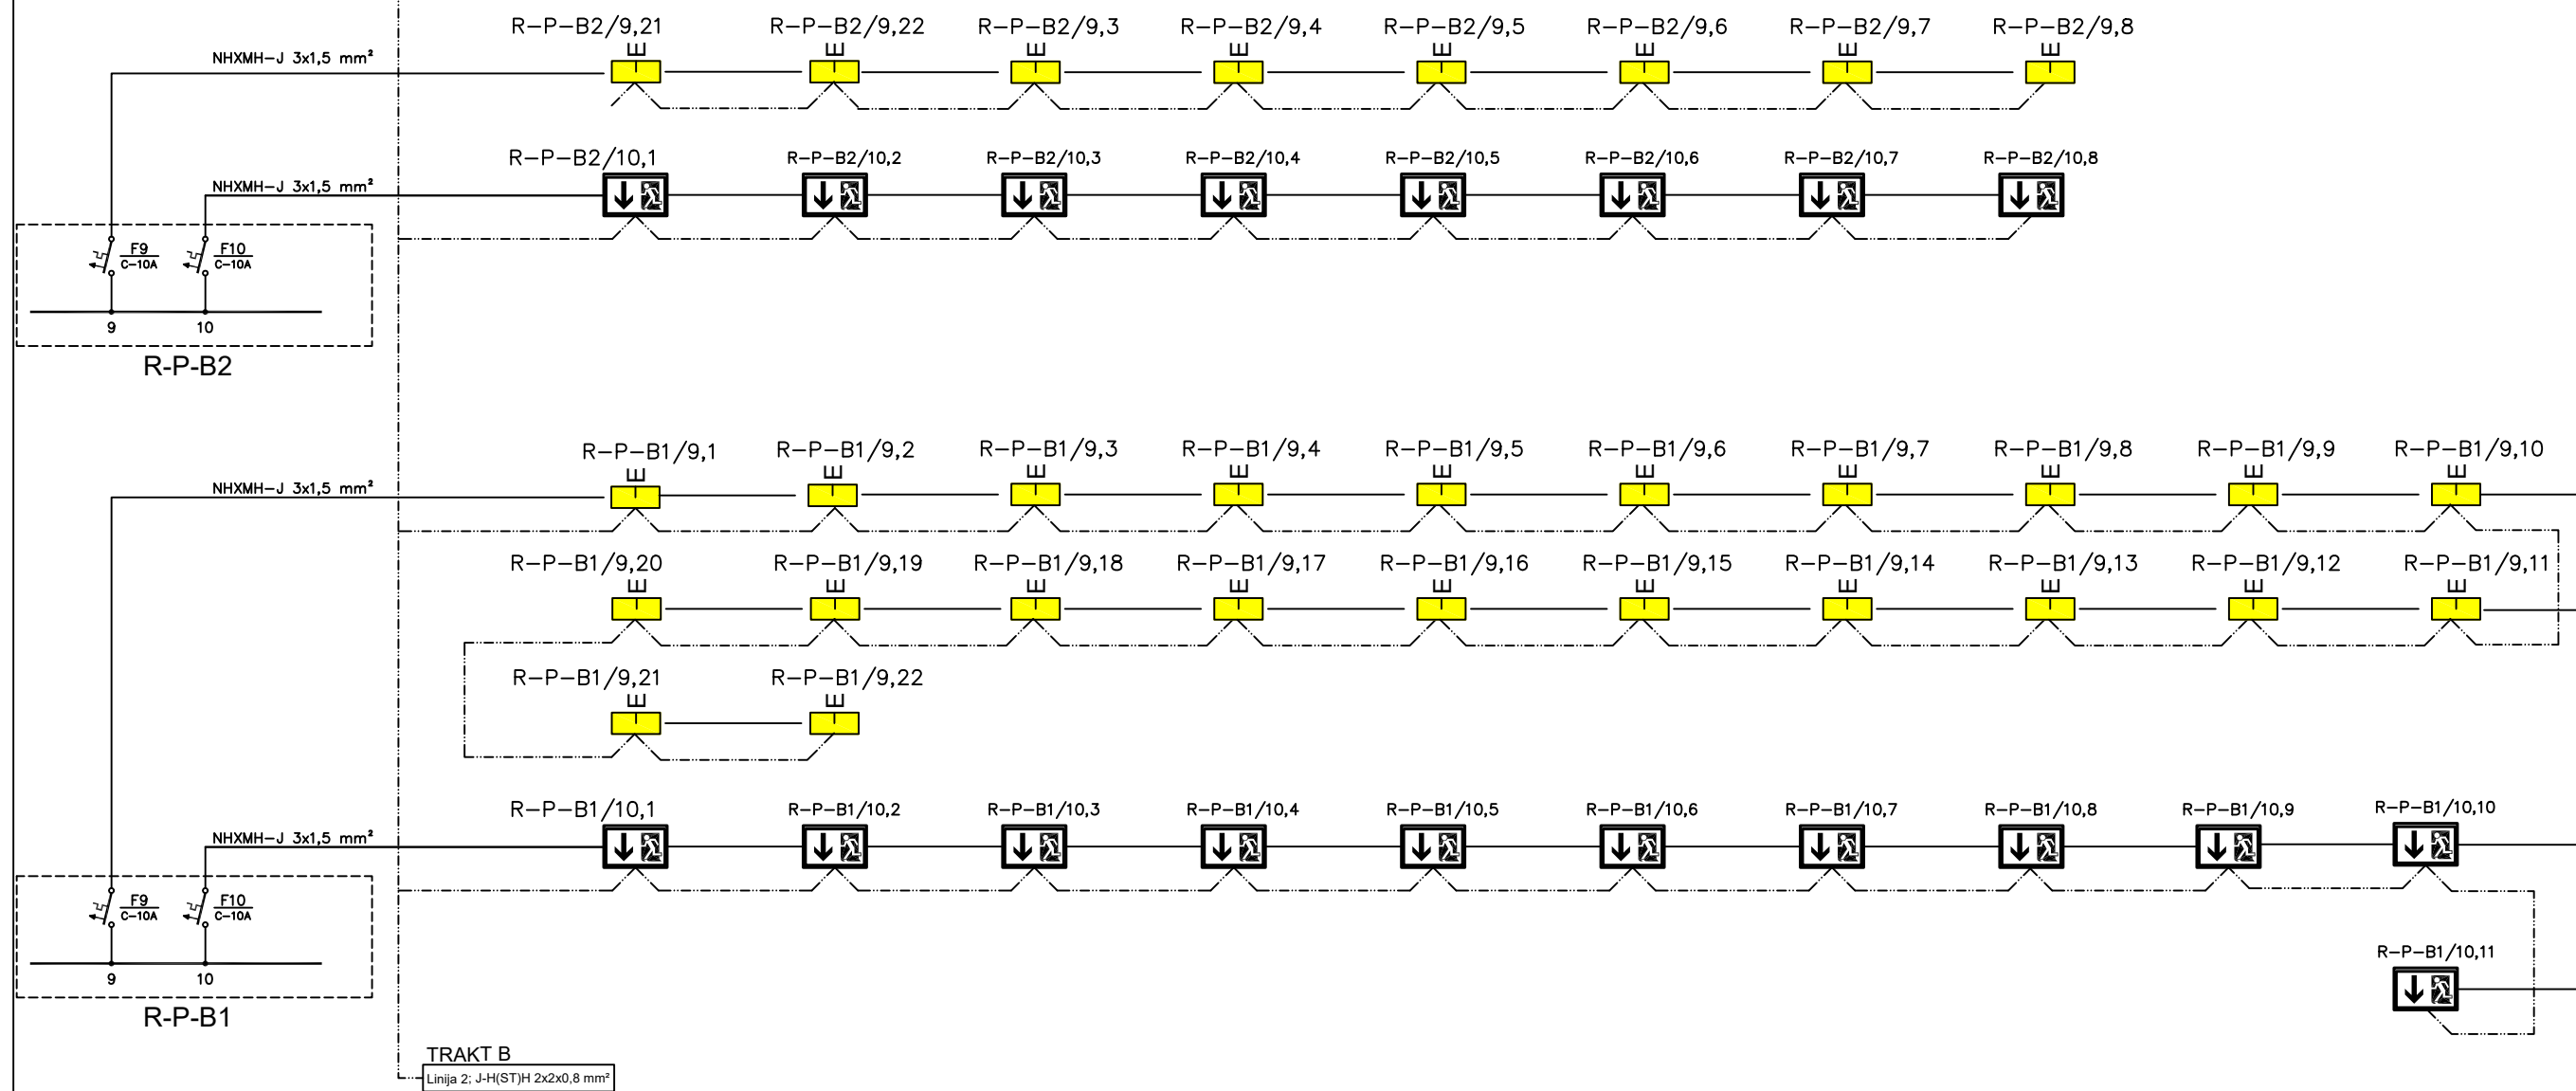 R-P-B2/9,21 R-P-B2/9,22 R-P-B2/9,3 R-P-B2/9,4 R-P-B2/9,5 R-P-B2/9,6 R-P-B2/9,7 R-P-B2/9,8
NHXMH-J 3x1,5 mm²
R-P-B2/10,1 R-P-B2/10,2 R-P-B2/10,3 R-P-B2/10,4 R-P-B2/10,5 R-P-B2/10,6 R-P-B2/10,7 R-P-B2/10,8
NHXMH-J 3x1,5 mm²
F9 F10
C-10A C-10A
9 10
R-P-B2
R-P-B1/9,1 R-P-B1/9,2 R-P-B1/9,3 R-P-B1/9,4 R-P-B1/9,5 R-P-B1/9,6 R-P-B1/9,7 R-P-B1/9,8 R-P-B1/9,9 R-P-B1/9,10
NHXMH-J 3x1,5 mm²
R-P-B1/9,20 R-P-B1/9,19 R-P-B1/9,18 R-P-B1/9,17 R-P-B1/9,16 R-P-B1/9,15 R-P-B1/9,14 R-P-B1/9,13 R-P-B1/9,12 R-P-B1/9,11
R-P-B1/9,21 R-P-B1/9,22
R-P-B1/10,1 R-P-B1/10,2 R-P-B1/10,3 R-P-B1/10,4 R-P-B1/10,5 R-P-B1/10,6 R-P-B1/10,7 R-P-B1/10,8 R-P-B1/10,9 R-P-B1/10,10
NHXMH-J 3x1,5 mm²
F9 F10
C-10A C-10A
R-P-B1/10,11
9 10
R-P-B1
TRAKT B
Linija 2; J-H(ST)H 2x2x0,8 mm²